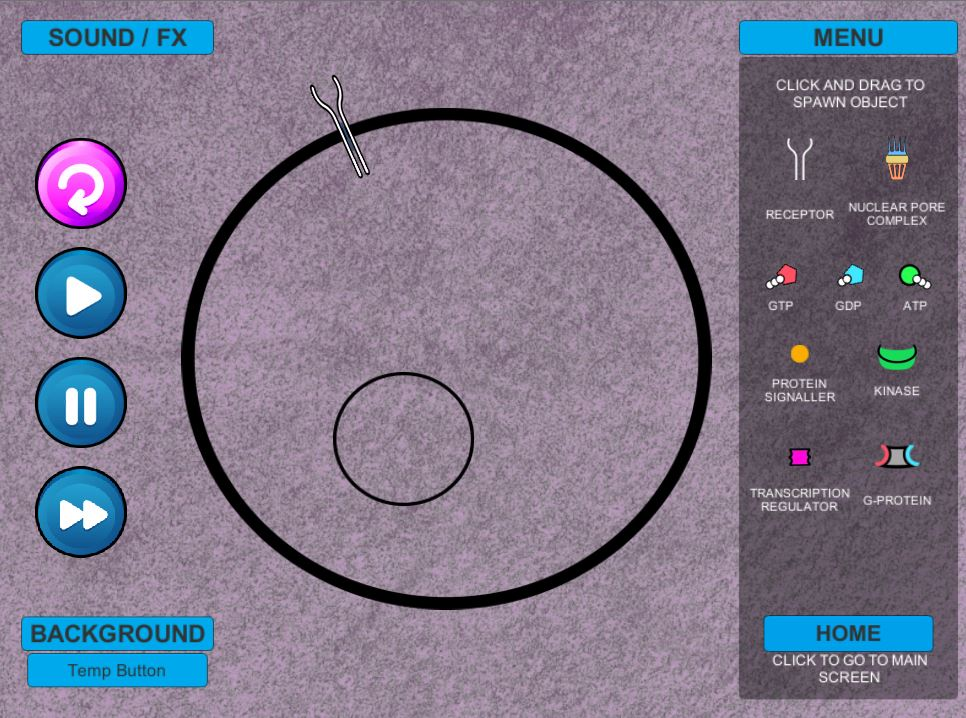 SOUND / FX
MENU
CLICK AND DRAG TO
SPAWN OBJECT
RECEPTOR
NUCLEAR PORE
COMPLEX
GTP
GDP
ATP
PROTEIN
SIGNALLER
KINASE
TRANSCRIPTION
REGULATOR
G-PROTEIN
BACKGROUND
Temp Button
HOME
CLICK TO GO TO MAIN
SCREEN